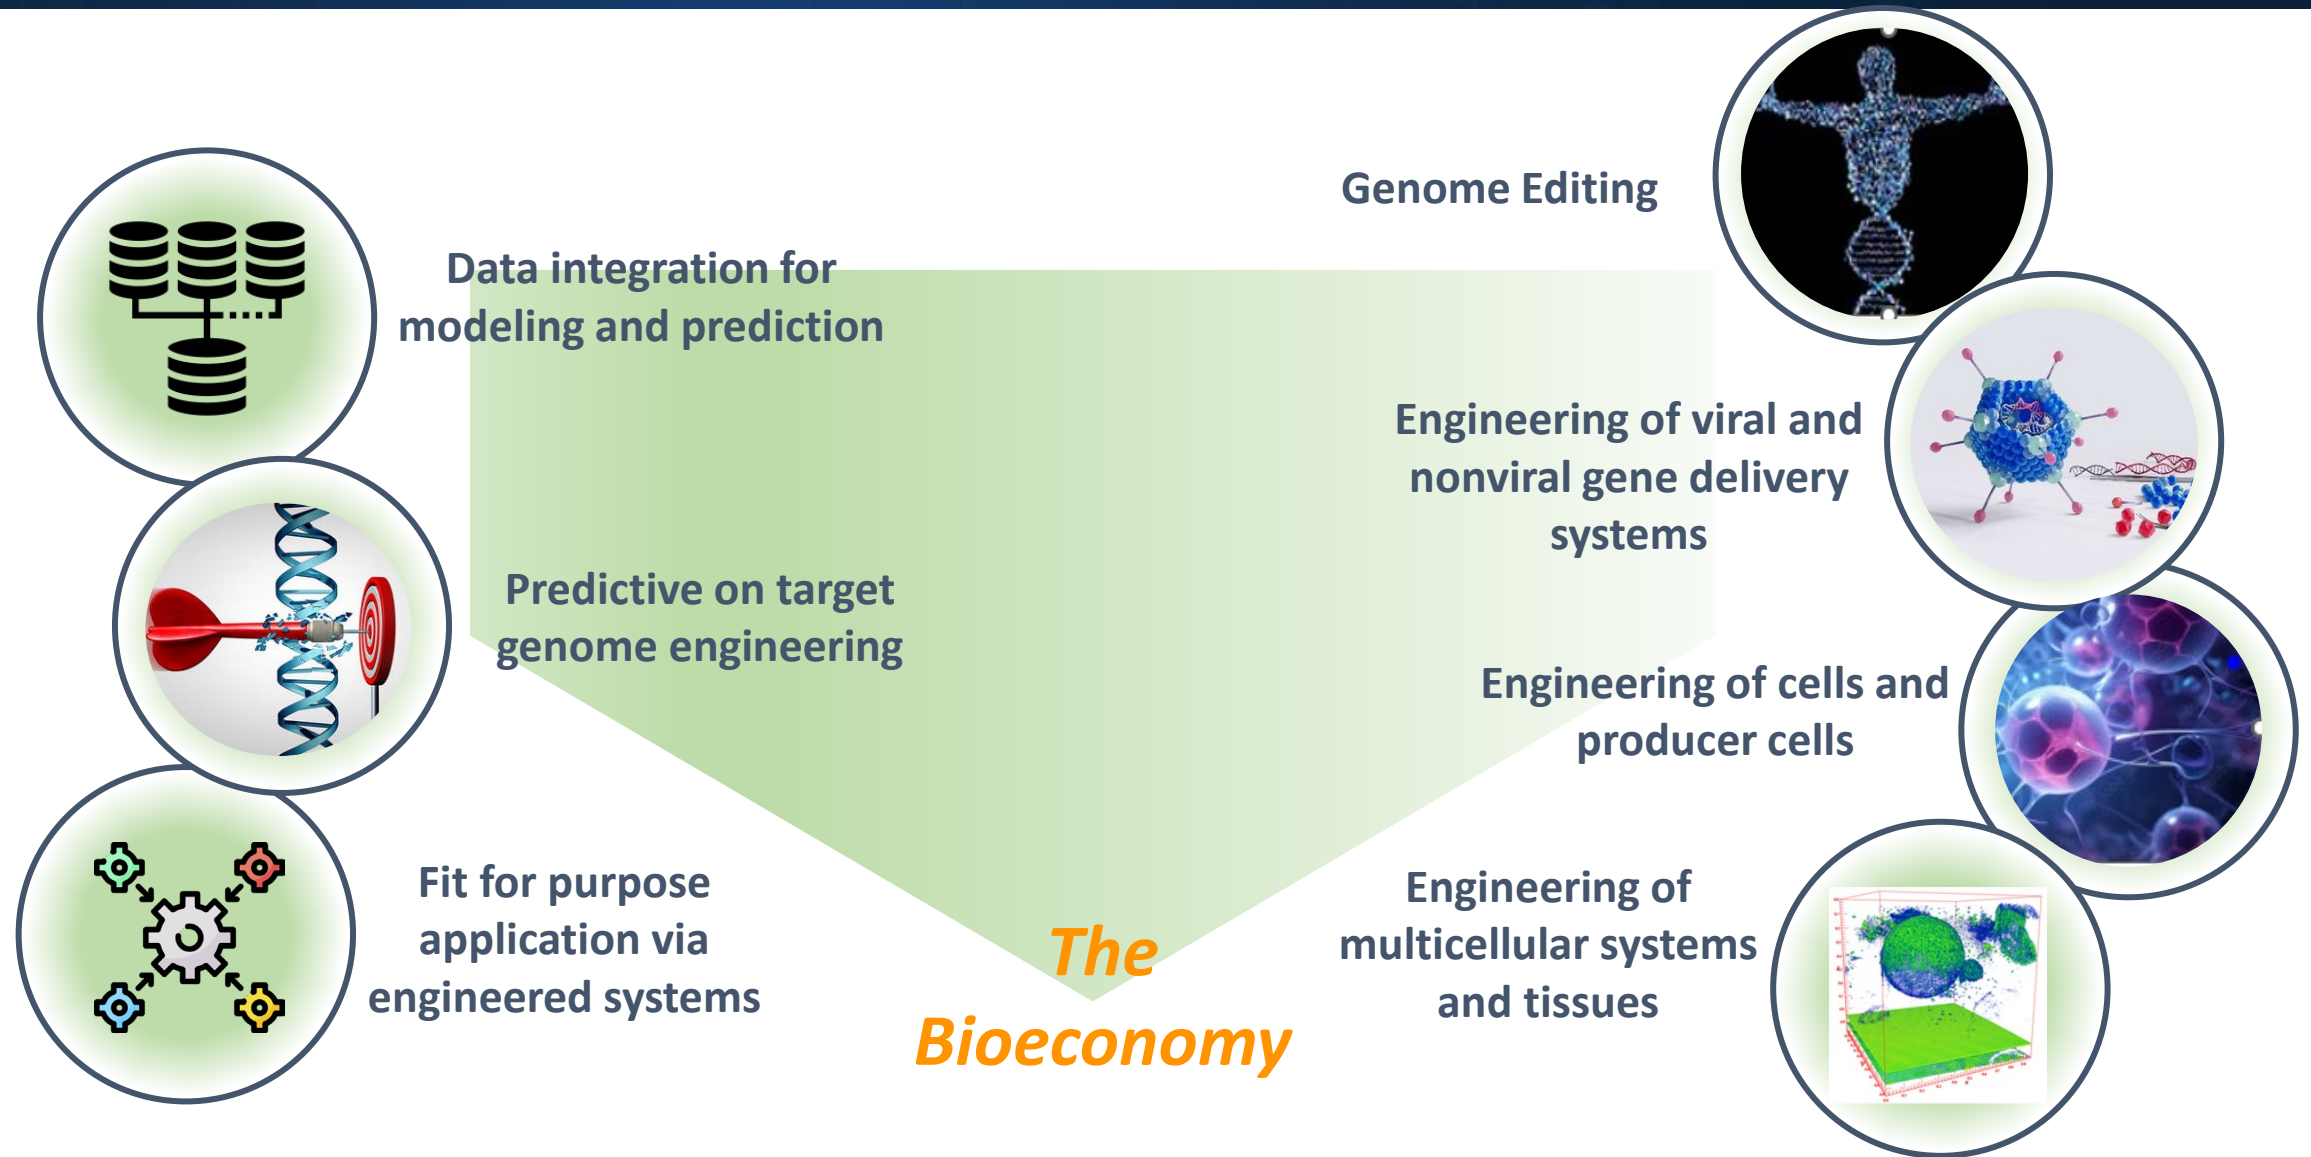 Data integration for
modeling and prediction
Predictive on target
genome engineering
Fit for purpose
application via
engineered systems
The
Bioeconomy
Genome Editing
Engineering of viral and
nonviral gene delivery
systems
Engineering of cells and
producer cells
Engineering of
multicellular systems
and tissues